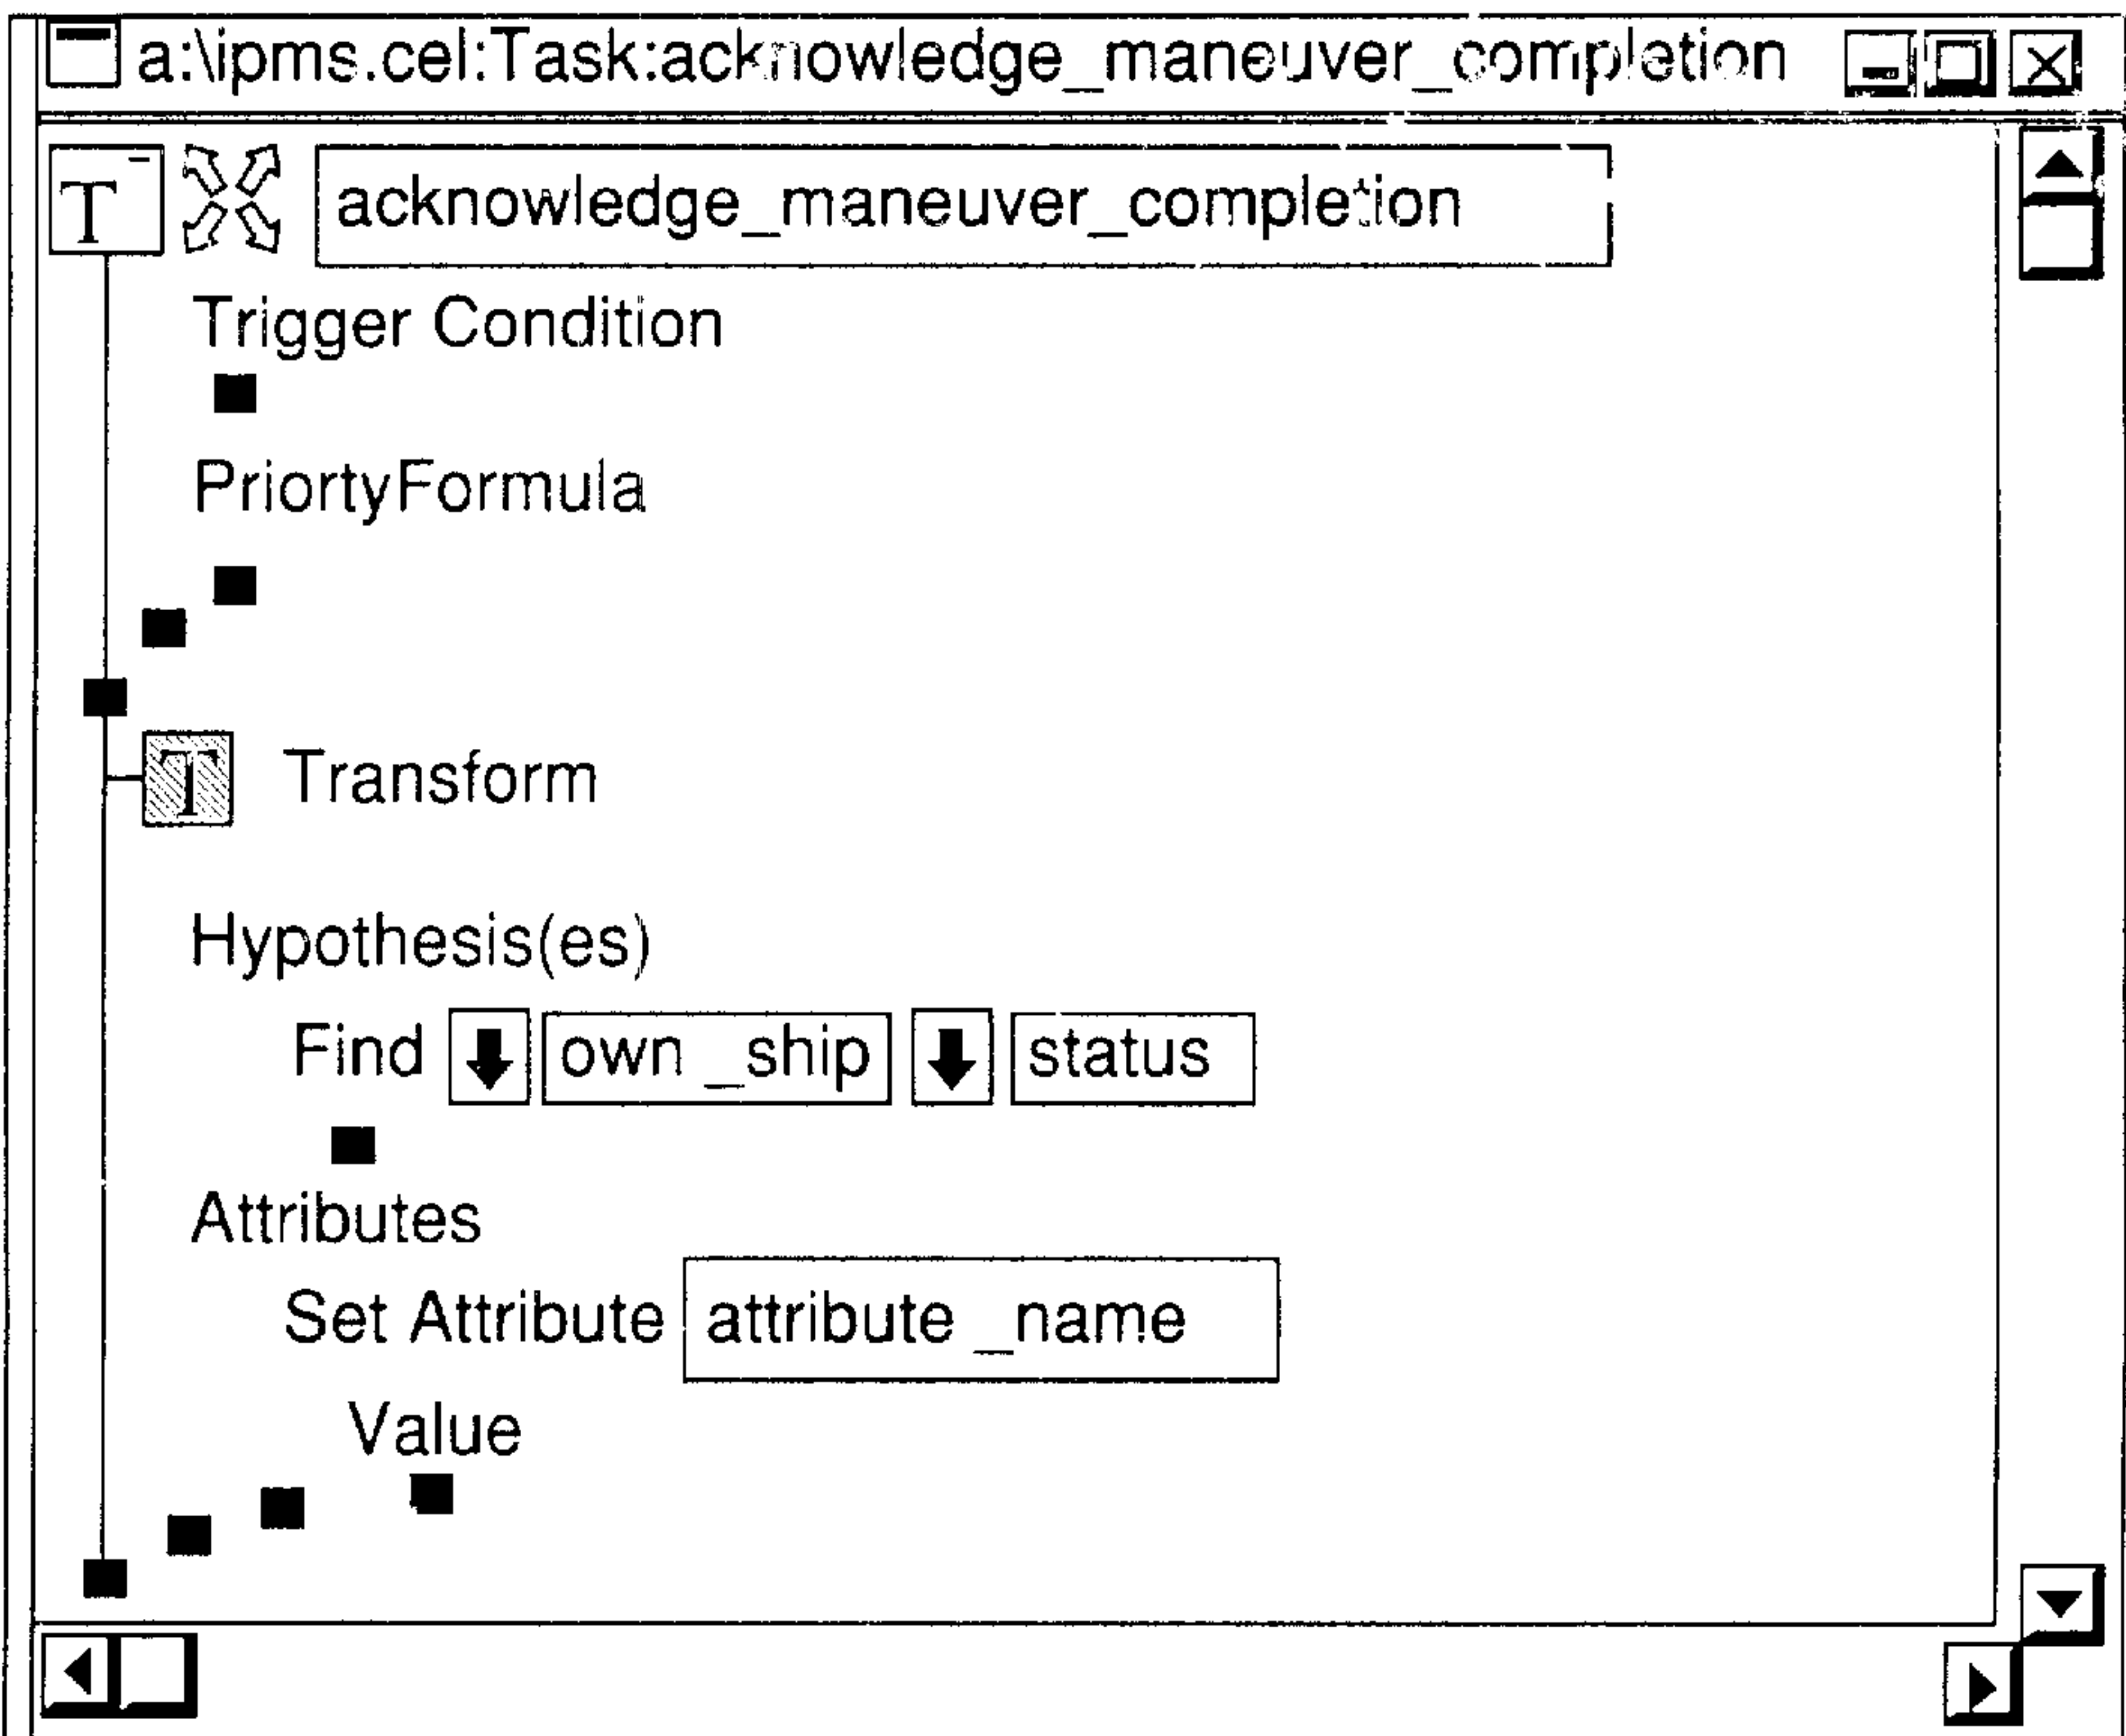 a:\ipms.cel:Task:acknowledge_maneuver_completion
T acknowledge_maneuver_completion
Trigger Condition
PriortyFormula
T Transform
Hypothesis(es)
Find own _ship status
Attributes
Set Attribute attribute _name
Value